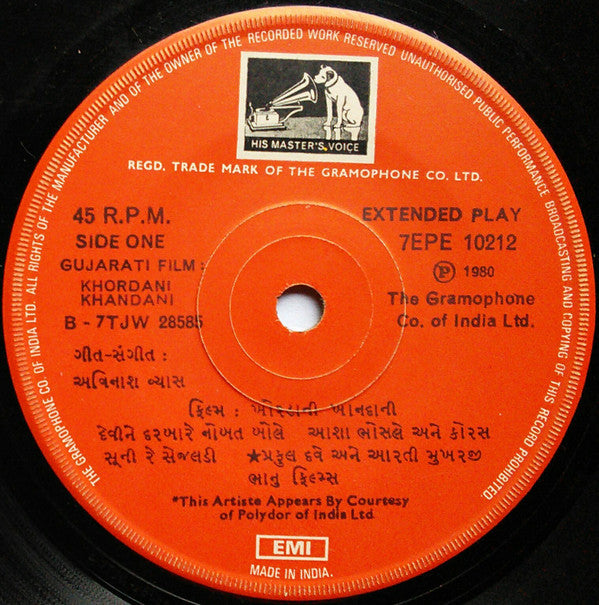 THE GRAMOPHONE CO. OF INDIA LTD. ALL RIGHTS OF THE MANUFACTURER AND OF THE OWNER OF THE RECORDED WORK RESERVED UNAUTHORISED PUBLIC PERFORMANCE BROADCASTING AND COPYING OF THIS RECORD PROHIBITED
HIS MASTER'S VOICE
REGD. TRADE MARK OF THE GRAMOPHONE CO. LTD.
45 R.P.M.
EXTENDED PLAY
SIDE ONE
7EPE 10212
GUJARATI FILM :
Ⓟ 1980
KHORDANI
KHANDANI
The Gramophone
Co. of India Ltd.
B - 7TJW 28585
ગીત-સંગીત :
અવિનાશ વ્યાસ
ફિલ્મ : ખોરડાની ખાનદાની
દેવીને દરબારે નોબત બોલે આશા ભોસલે અને કોરસ
સૂની રે સેજલડી ★પ્રફુલ દવે અને આરતી મુખરજી
ભાનુ ફિલ્મ્સ
*This Artiste Appears By Courtesy
of Polydor of India Ltd
EMI
MADE IN INDIA.